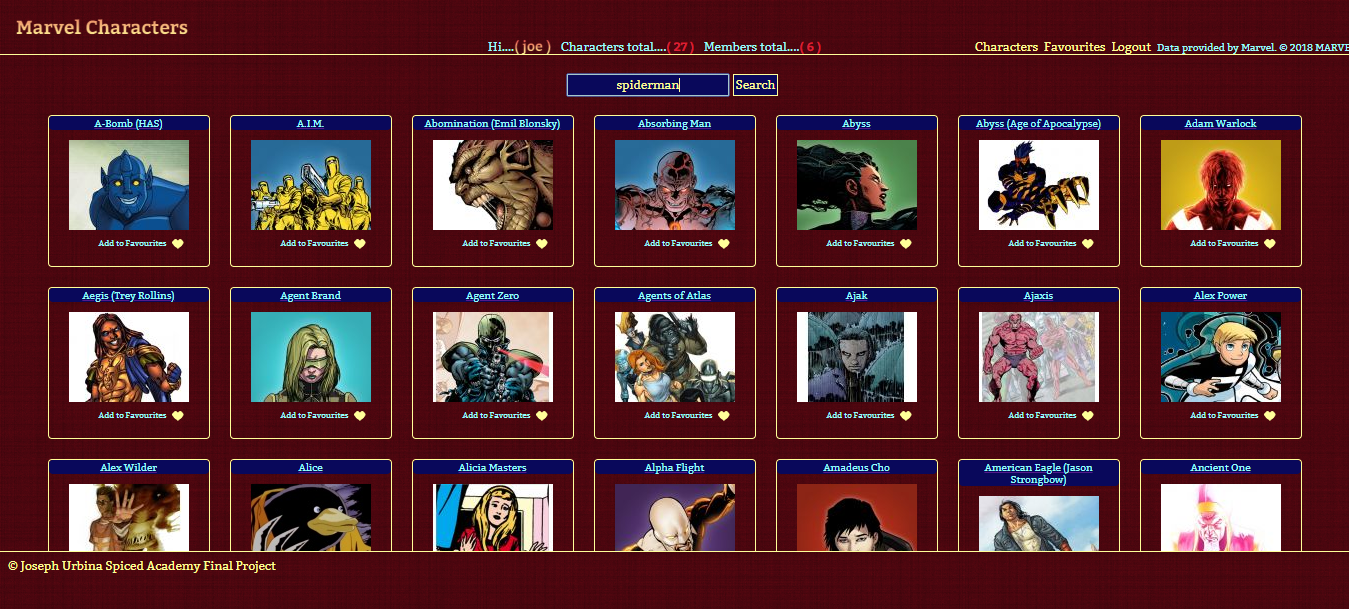 Marvel Characters
Hi....( joe ) Characters total....( 27 ) Members total....( 6 )
Characters Favourites Logout Data provided by Marvel. © 2018 MARVE
spiderman Search
A-Bomb (HAS)
A.I.M.
Abomination (Emil Blonsky)
Absorbing Man
Abyss
Abyss (Age of Apocalypse)
Adam Warlock
Add to Favourites
Add to Favourites
Add to Favourites
Add to Favourites
Add to Favourites
Add to Favourites
Add to Favourites
Aegis (Trey Rollins)
Agent Brand
Agent Zero
Agents of Atlas
Ajak
Ajaxis
Alex Power
Add to Favourites
Add to Favourites
Add to Favourites
Add to Favourites
Add to Favourites
Add to Favourites
Add to Favourites
Alex Wilder
Alice
Alicia Masters
Alpha Flight
Amadeus Cho
American Eagle (Jason
Strongbow)
Ancient One
© Joseph Urbina Spiced Academy Final Project